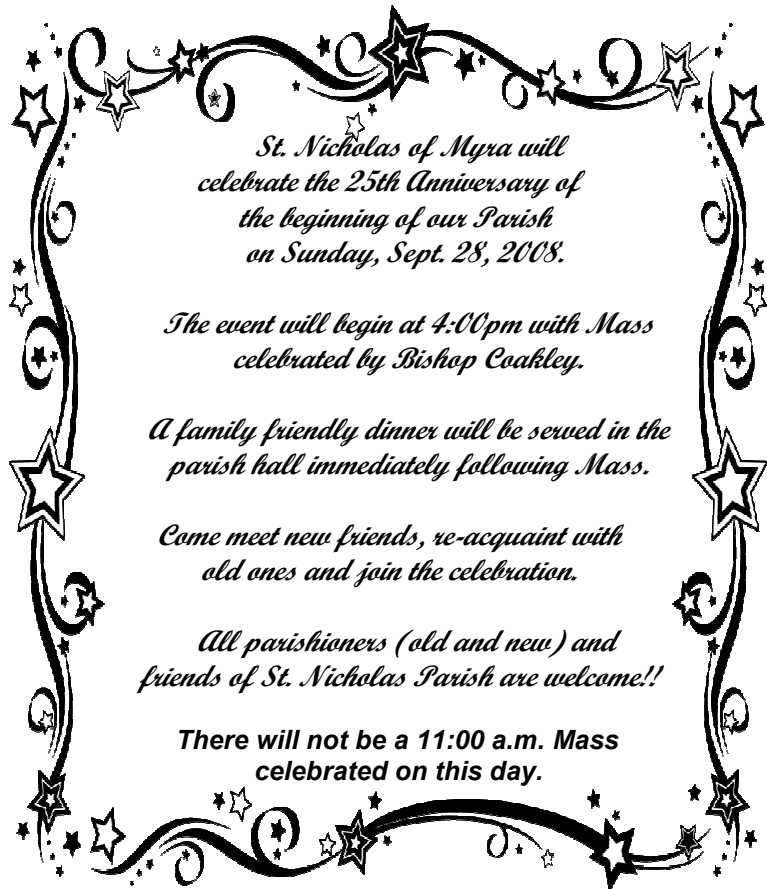 St. Nicholas of Myra will
celebrate the 25th Anniversary of
the beginning of our Parish
on Sunday, Sept. 28, 2008.
The event will begin at 4:00pm with Mass
celebrated by Bishop Coakley.
A family friendly dinner will be served in the
parish hall immediately following Mass.
Come meet new friends, re-acquaint with
old ones and join the celebration.
All parishioners (old and new) and
friends of St. Nicholas Parish are welcome!!
There will not be a 11:00 a.m. Mass
celebrated on this day.